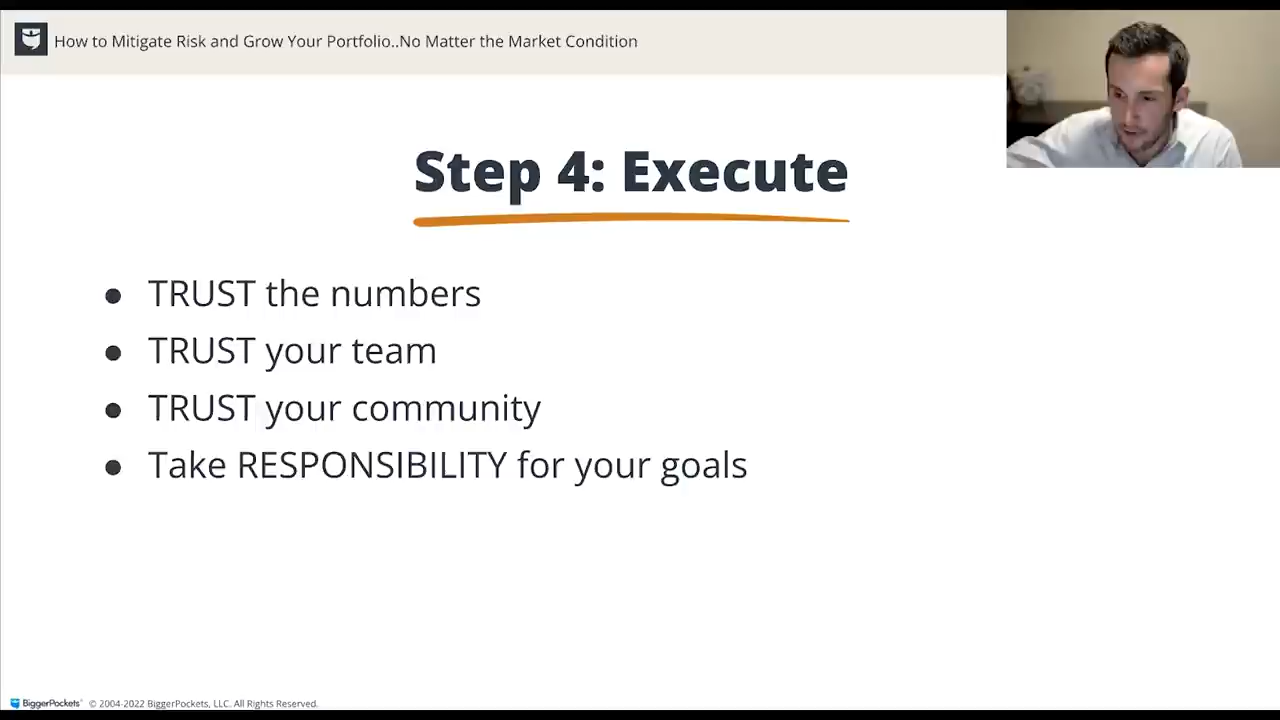 How to Mitigate Risk and Grow Your Portfolio..No Matter the Market Condition
Step 4: Execute
● TRUST the numbers
● TRUST your team
● TRUST your community
● Take RESPONSIBILITY for your goals
BiggerPockets © 2004-2022 BiggerPockets, LLC. All Rights Reserved.